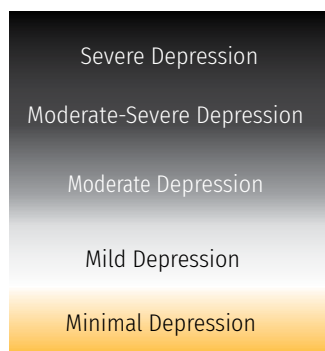 Severe Depression
Moderate-Severe Depression
Moderate Depression
Mild Depression
Minimal Depression